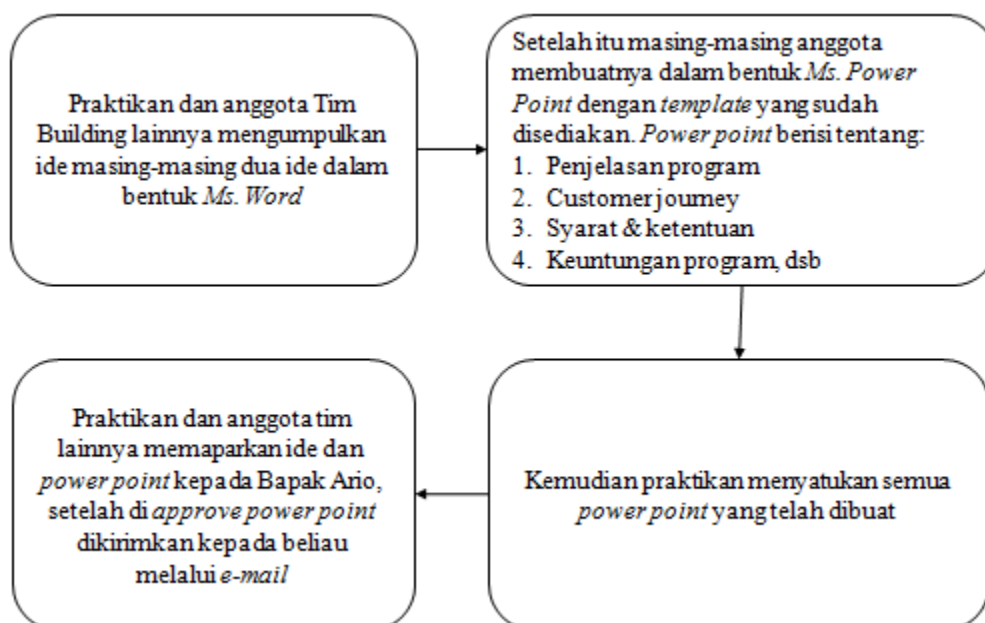 Praktikan dan anggota Tim
Building lainnya mengumpulkan
ide masing-masing dua ide dalam
bentuk Ms. Word
Setelah itu masing-masing anggota
membuatnya dalam bentuk Ms. Power
Point dengan template yang sudah
disediakan. Power point berisi tentang:
1. Penjelasan program
2. Customer journey
3. Syarat & ketentuan
4. Keuntungan program, dsb
Kemudian praktikan menyatukan semua
power point yang telah dibuat
Praktikan dan anggota tim
lainnya memaparkan ide dan
power point kepada Bapak Ario,
setelah di approve power point
dikirimkan kepada beliau
melalui e-mail